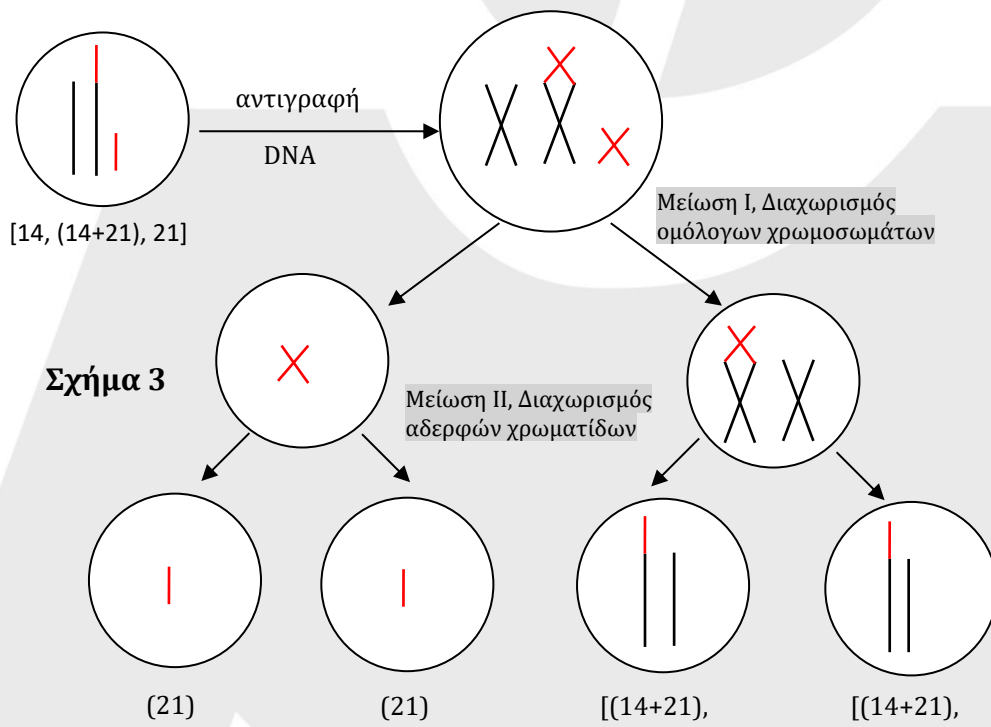 αντιγραφή
DNA
[14, (14+21), 21]
Μείωση Ι, Διαχωρισμός
ομόλογων χρωμοσωμάτων
Σχήμα 3
Μείωση ΙΙ, Διαχωρισμός
αδερφών χρωματίδων
(21)
(21)
[(14+21),
[(14+21),